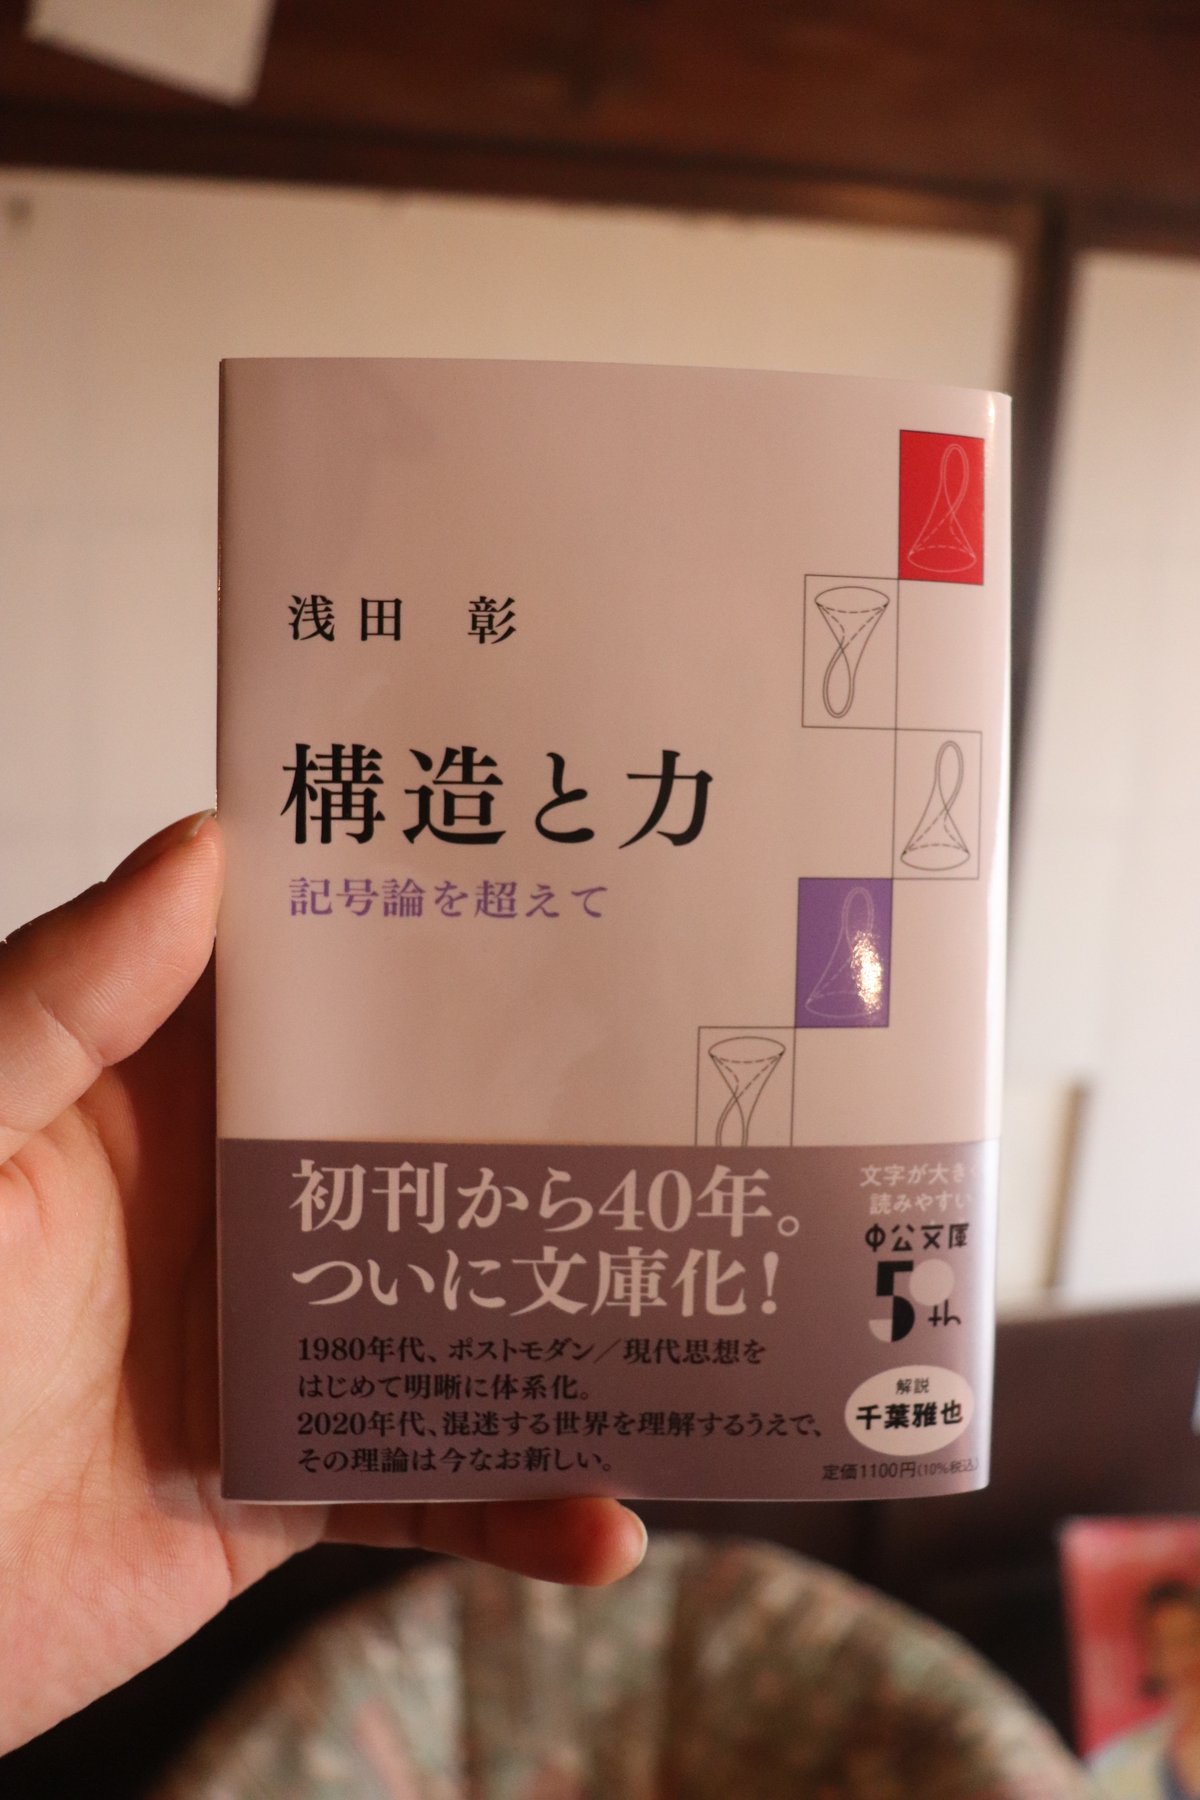 浅田 彰
構造と力
記号論を超えて
初刊から40年。
ついに文庫化!
1980年代、ポストモダン／現代思想を
はじめて明晰に体系化。
2020年代、混迷する世界を理解するうえで、
その理論は今なお新しい。
文字が大きく
読みやすい
中公文庫
50th
解説
千葉雅也
定価1100円(10%税込)